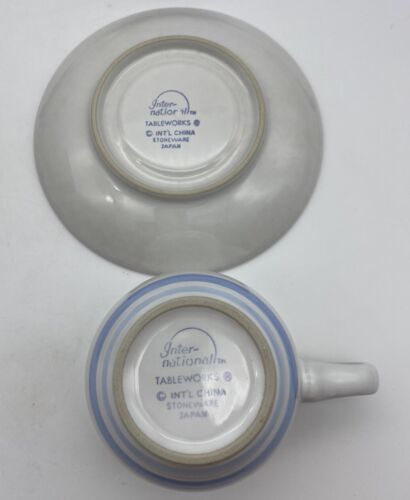 Inter-
national™
TABLEWORKS ®
© INT'L CHINA
STONEWARE
JAPAN
Inter-
national™
TABLEWORKS ®
© INT'L CHINA
STONEWARE
JAPAN